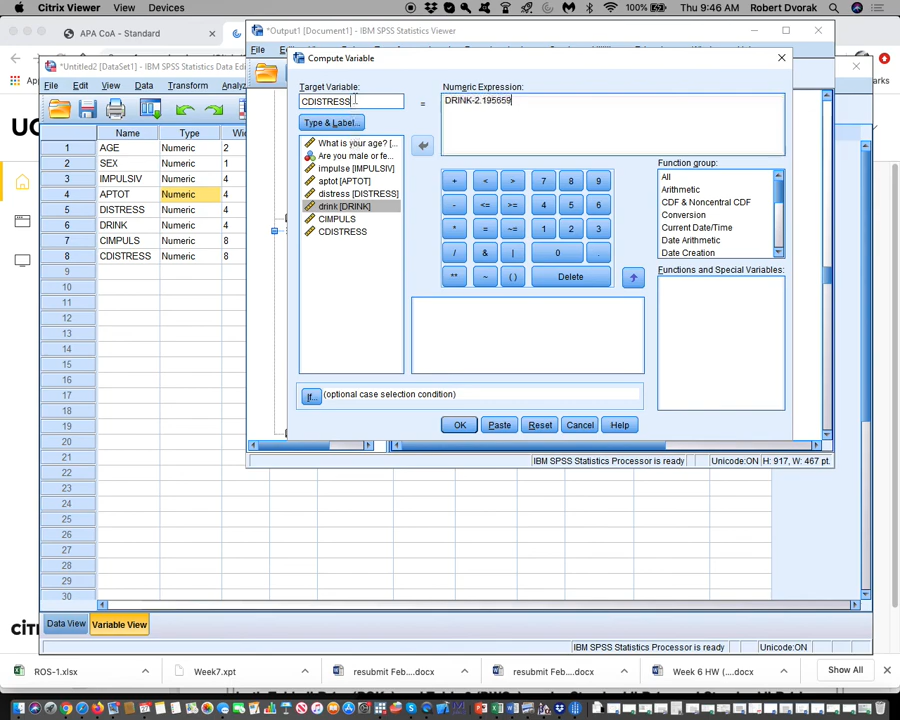 Citrix Viewer View Devices 100% Thu 9:46 AM Robert Dvorak
APA CoA - Standard
*Output1 [Document1] - IBM SPSS Statistics Viewer
File
*Untitled2 [DataSet1] - IBM SPSS Statistics Data Edi
File Edit View Data Transform
Name Type Wid
1 AGE Numeric 2
2 SEX Numeric 1
3 IMPULSIV Numeric 4
4 APTOT Numeric 4
5 DISTRESS Numeric 4
6 DRINK Numeric 4
7 CIMPULS Numeric 8
8 CDISTRESS Numeric 8
9
10
11
12
13
14
15
16
17
18
19
20
21
22
23
24
25
26
27
28
29
30
Compute Variable
Target Variable:
CDISTRESS
=
Numeric Expression:
DRINK-2.195659
Type & Label...
What is your age? [...
Are you male or fe...
impulse [IMPULSIV]
aptot [APTOT]
distress [DISTRESS]
drink [DRINK]
CIMPULS
CDISTRESS
+ < > 7 8 9
- <= >= 4 5 6
* = ~= 1 2 3
/ & | 0 .
** ~ ( ) Delete
Function group:
All
Arithmetic
CDF & Noncentral CDF
Conversion
Current Date/Time
Date Arithmetic
Date Creation
Functions and Special Variables:
If... (optional case selection condition)
OK Paste Reset Cancel Help
IBM SPSS Statistics Processor is ready Unicode:ON H: 917, W: 467 pt.
Data View Variable View
IBM SPSS Statistics Processor is ready Unicode:ON
ROS-1.xlsx Week7.xpt resubmit Feb....docx resubmit Feb....docx Week 6 HW (....docx Show All